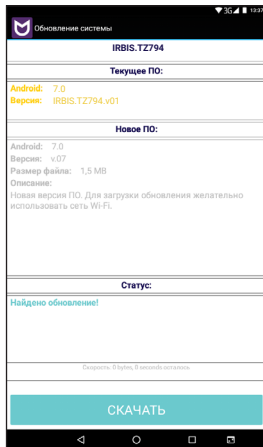 3G 13:37
Обновление системы
IRBIS.TZ794
Текущее ПО:
Android: 7.0
Версия: IRBIS.TZ794.v01
Новое ПО:
Android: 7.0
Версия: v.07
Размер файла: 1,5 MB
Описание:
Новая версия ПО. Для загрузки обновления желательно
использовать сеть Wi-Fi.
Статус:
Найдено обновление!
Скорость: 0 bytes, 0 seconds осталось.
СКАЧАТЬ